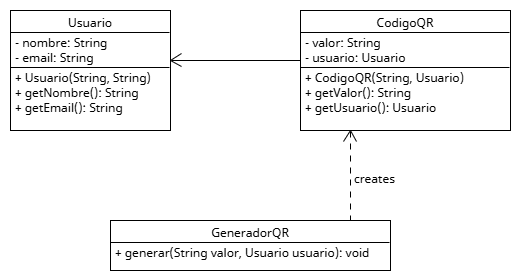 Usuario
- nombre: String
- email: String
+ Usuario(String, String)
+ getNombre(): String
+ getEmail(): String
CodigoQR
- valor: String
- usuario: Usuario
+ CodigoQR(String, Usuario)
+ getValor(): String
+ getUsuario(): Usuario
creates
GeneradorQR
+ generar(String valor, Usuario usuario): void